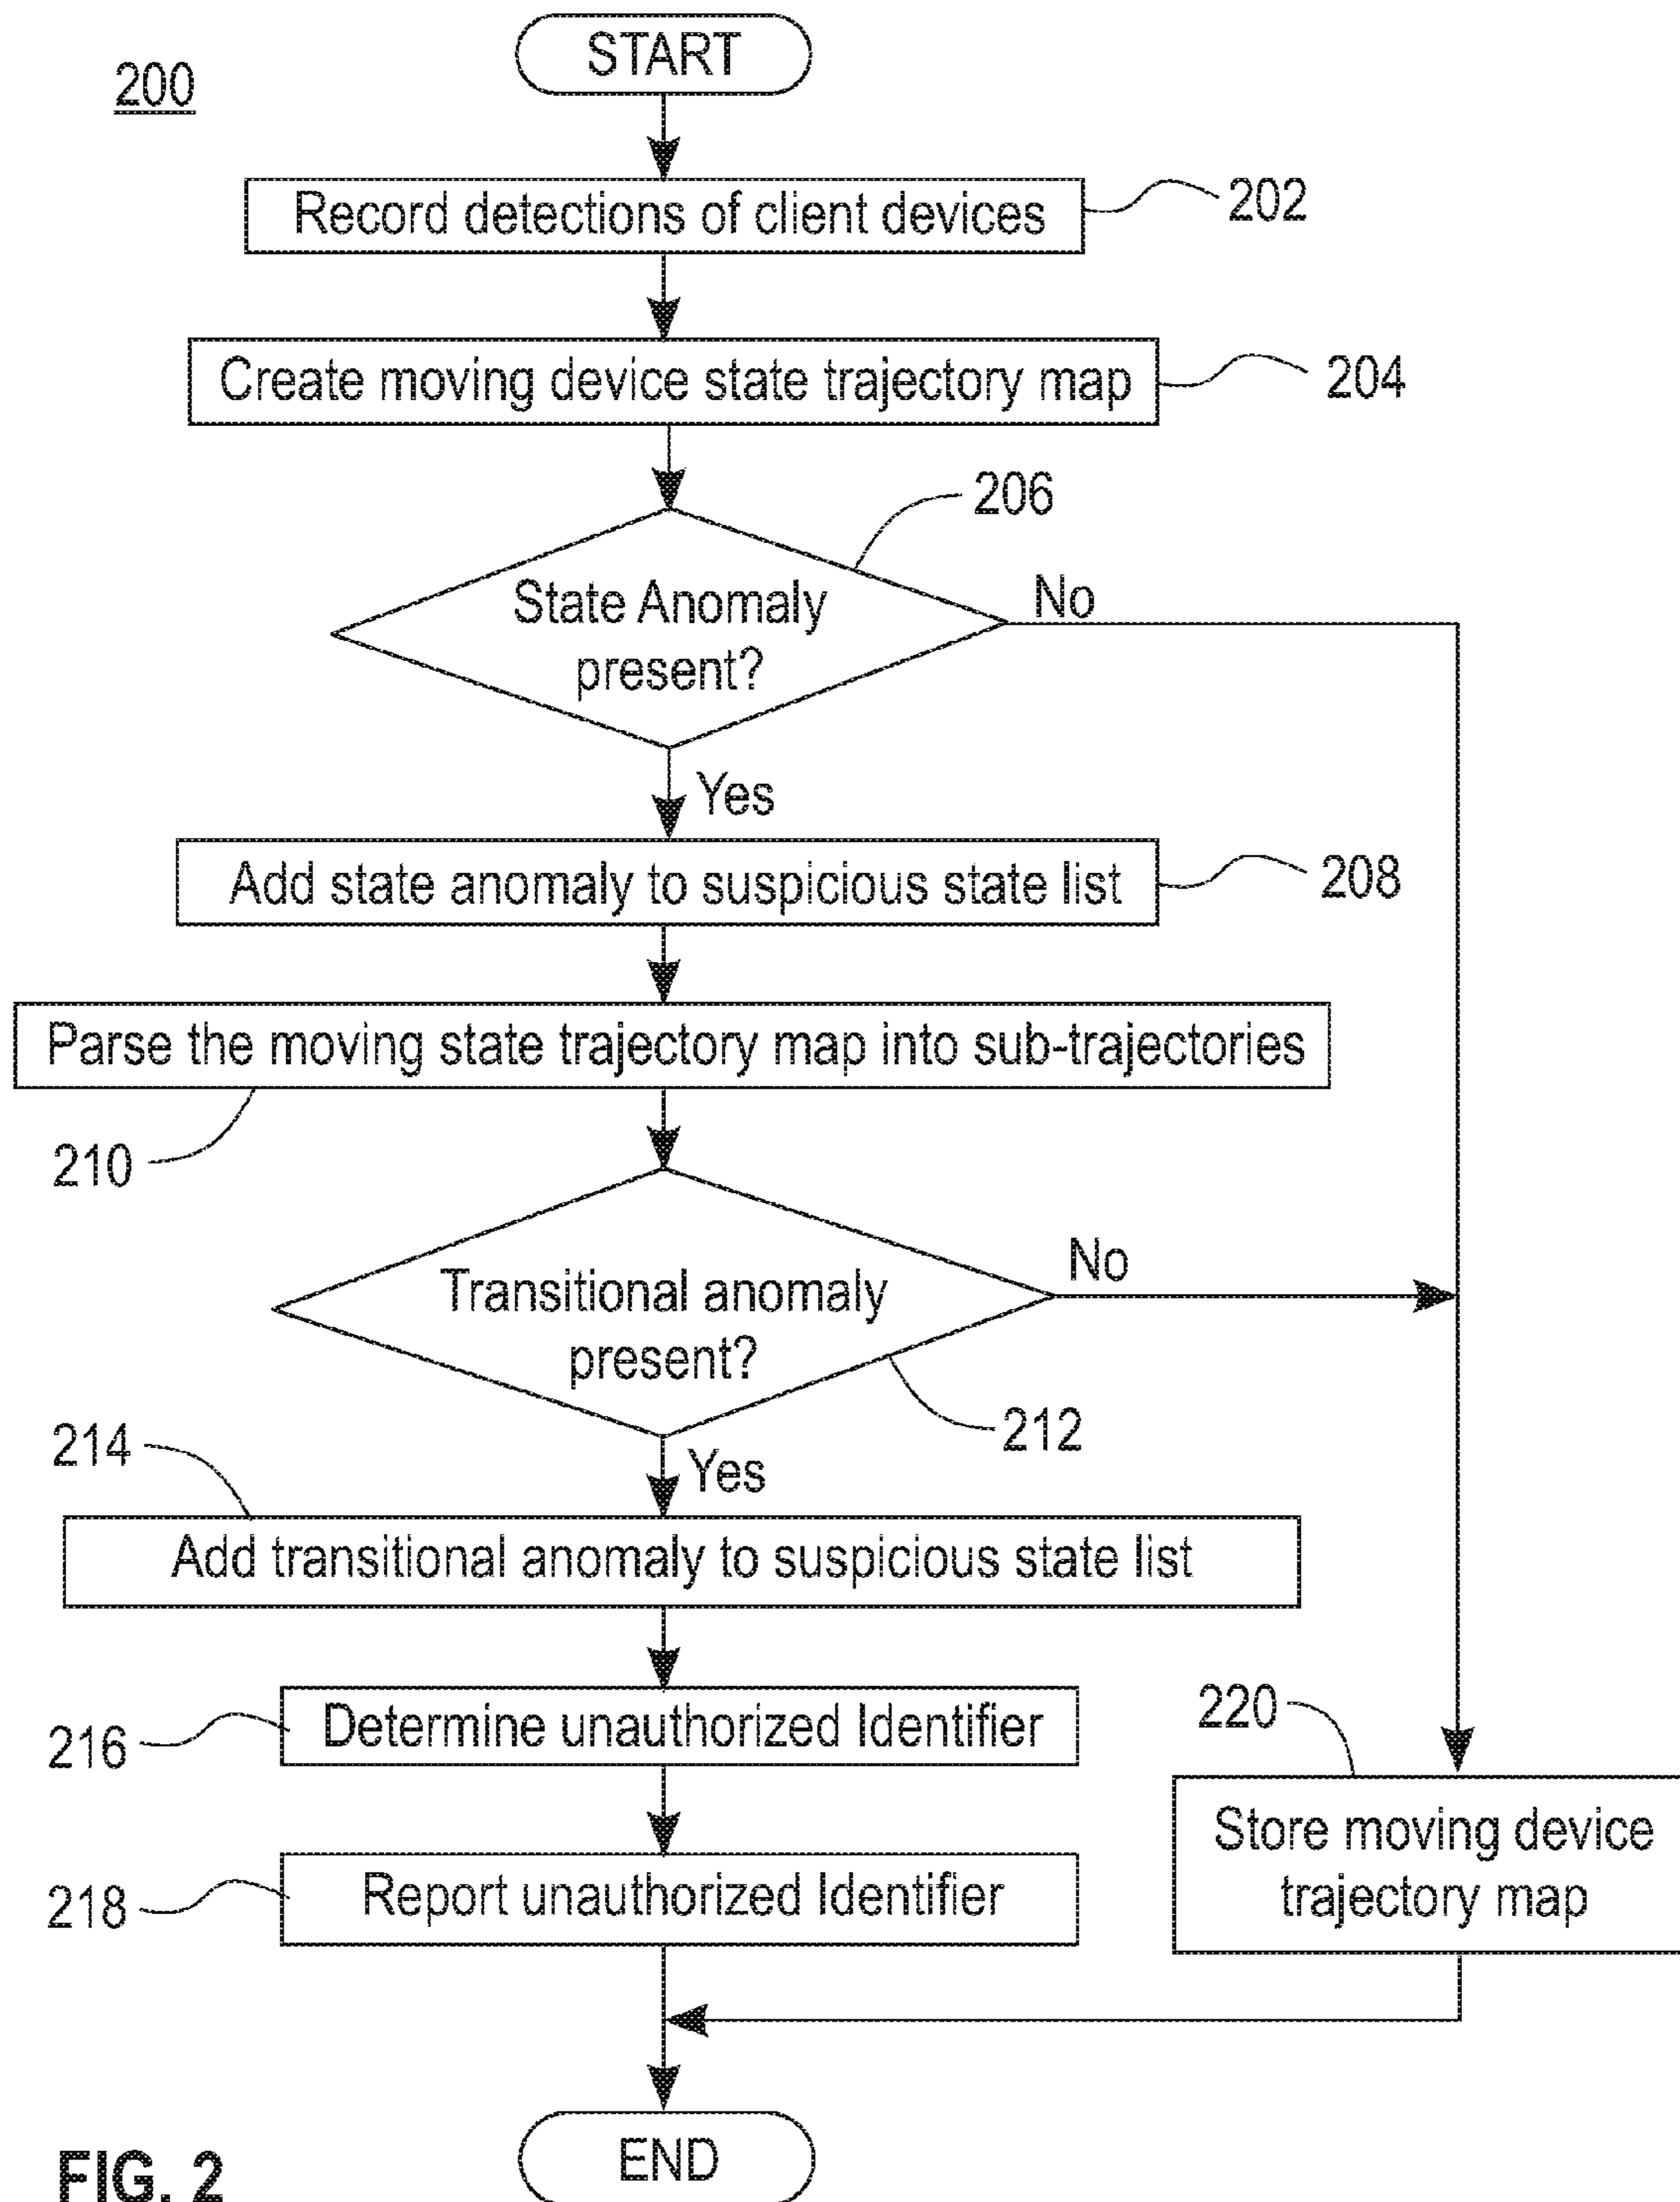 START
200
Record detections of client devices
202
Create moving device state trajectory map
204
206
State Anomaly
present?
No
Yes
Add state anomaly to suspicious state list
208
Parse the moving state trajectory map into sub-trajectories
210
Transitional anomaly
present?
No
212
Yes
214
Add transitional anomaly to suspicious state list
Determine unauthorized Identifier
216
Report unauthorized Identifier
218
220
Store moving device
trajectory map
END
FIG. 2